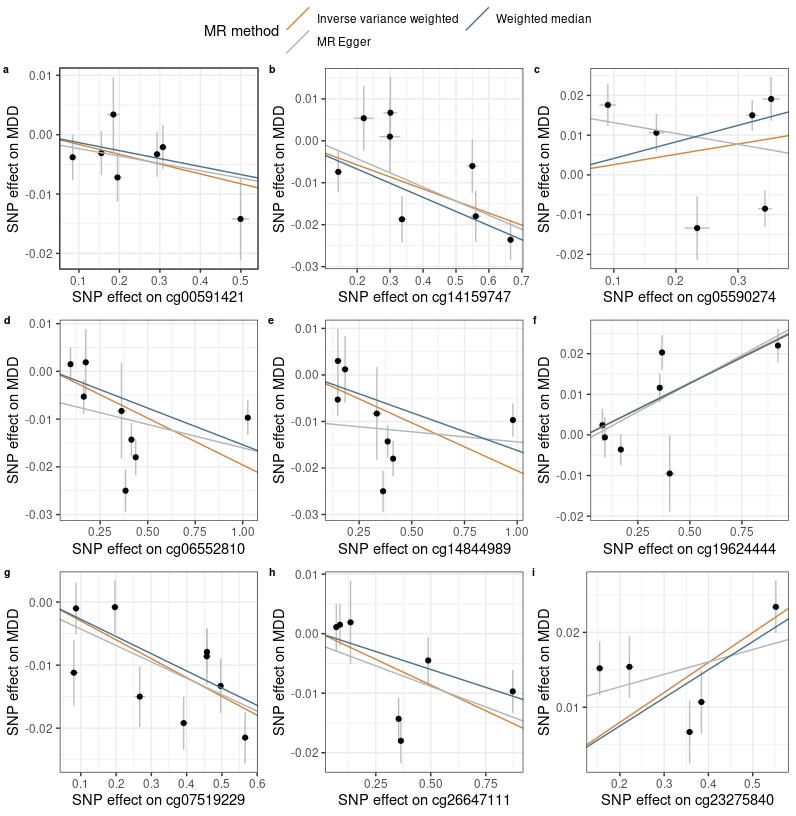 MR method
Inverse variance weighted
Weighted median
MR Egger
a
0.01
0.00
-0.01
-0.02
0.1 0.2 0.3 0.4 0.5
SNP effect on MDD
SNP effect on cg00591421
b
0.01
0.00
-0.01
-0.02
-0.03
0.2 0.3 0.4 0.5 0.6 0.7
SNP effect on MDD
SNP effect on cg14159747
c
0.02
0.01
0.00
-0.01
-0.02
0.1 0.2 0.3
SNP effect on MDD
SNP effect on cg05590274
d
0.01
0.00
-0.01
-0.02
-0.03
0.25 0.50 0.75 1.00
SNP effect on MDD
SNP effect on cg06552810
e
0.01
0.00
-0.01
-0.02
-0.03
0.25 0.50 0.75 1.00
SNP effect on MDD
SNP effect on cg14844989
f
0.02
0.01
0.00
-0.01
-0.02
0.25 0.50 0.75
SNP effect on MDD
SNP effect on cg19624444
g
0.00
-0.01
-0.02
0.1 0.2 0.3 0.4 0.5 0.6
SNP effect on MDD
SNP effect on cg07519229
h
0.01
0.00
-0.01
-0.02
0.25 0.50 0.75
SNP effect on MDD
SNP effect on cg26647111
i
0.02
0.01
0.2 0.3 0.4 0.5
SNP effect on MDD
SNP effect on cg23275840